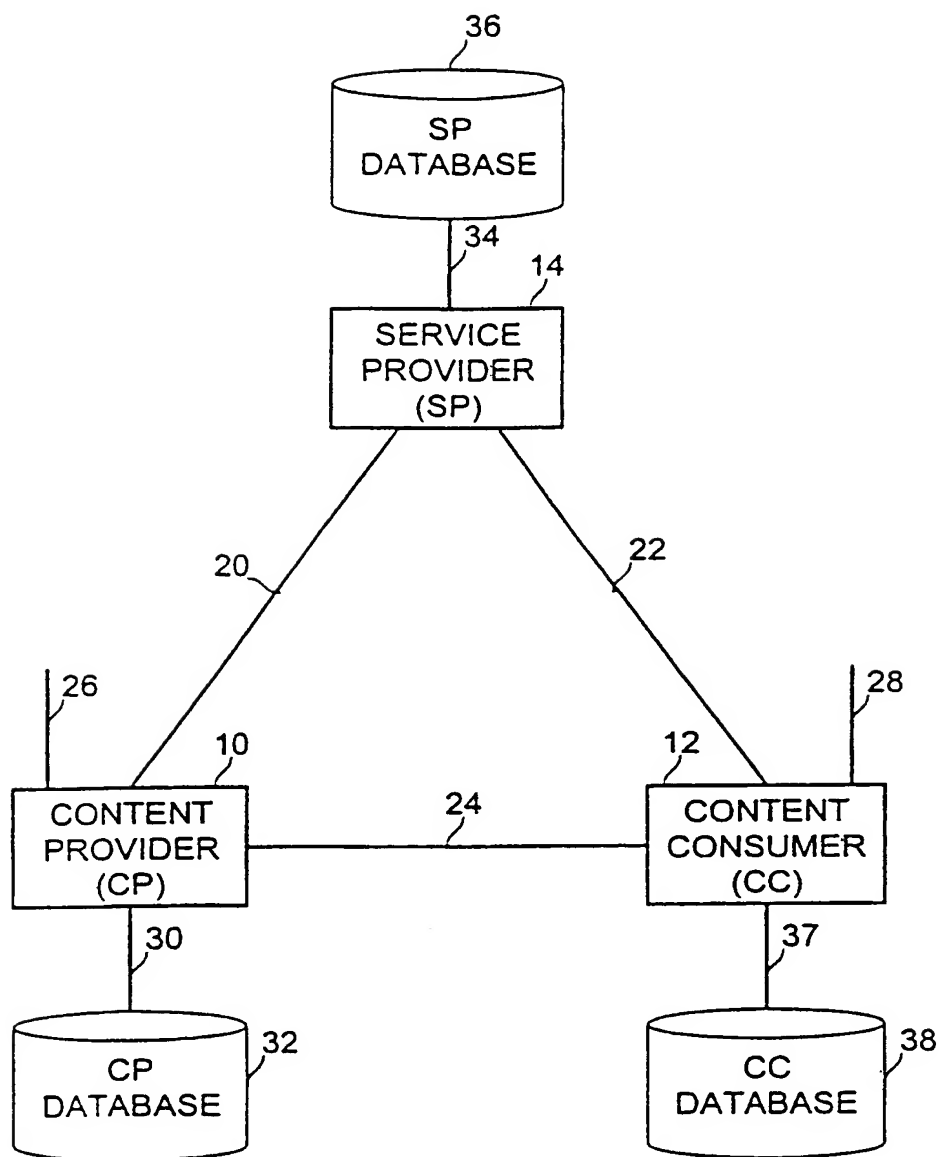 36
SP
DATABASE
34
14
SERVICE
PROVIDER
(SP)
20
22
26
28
10
12
CONTENT
PROVIDER
(CP)
24
CONTENT
CONSUMER
(CC)
30
37
CP
DATABASE
32
CC
DATABASE
38